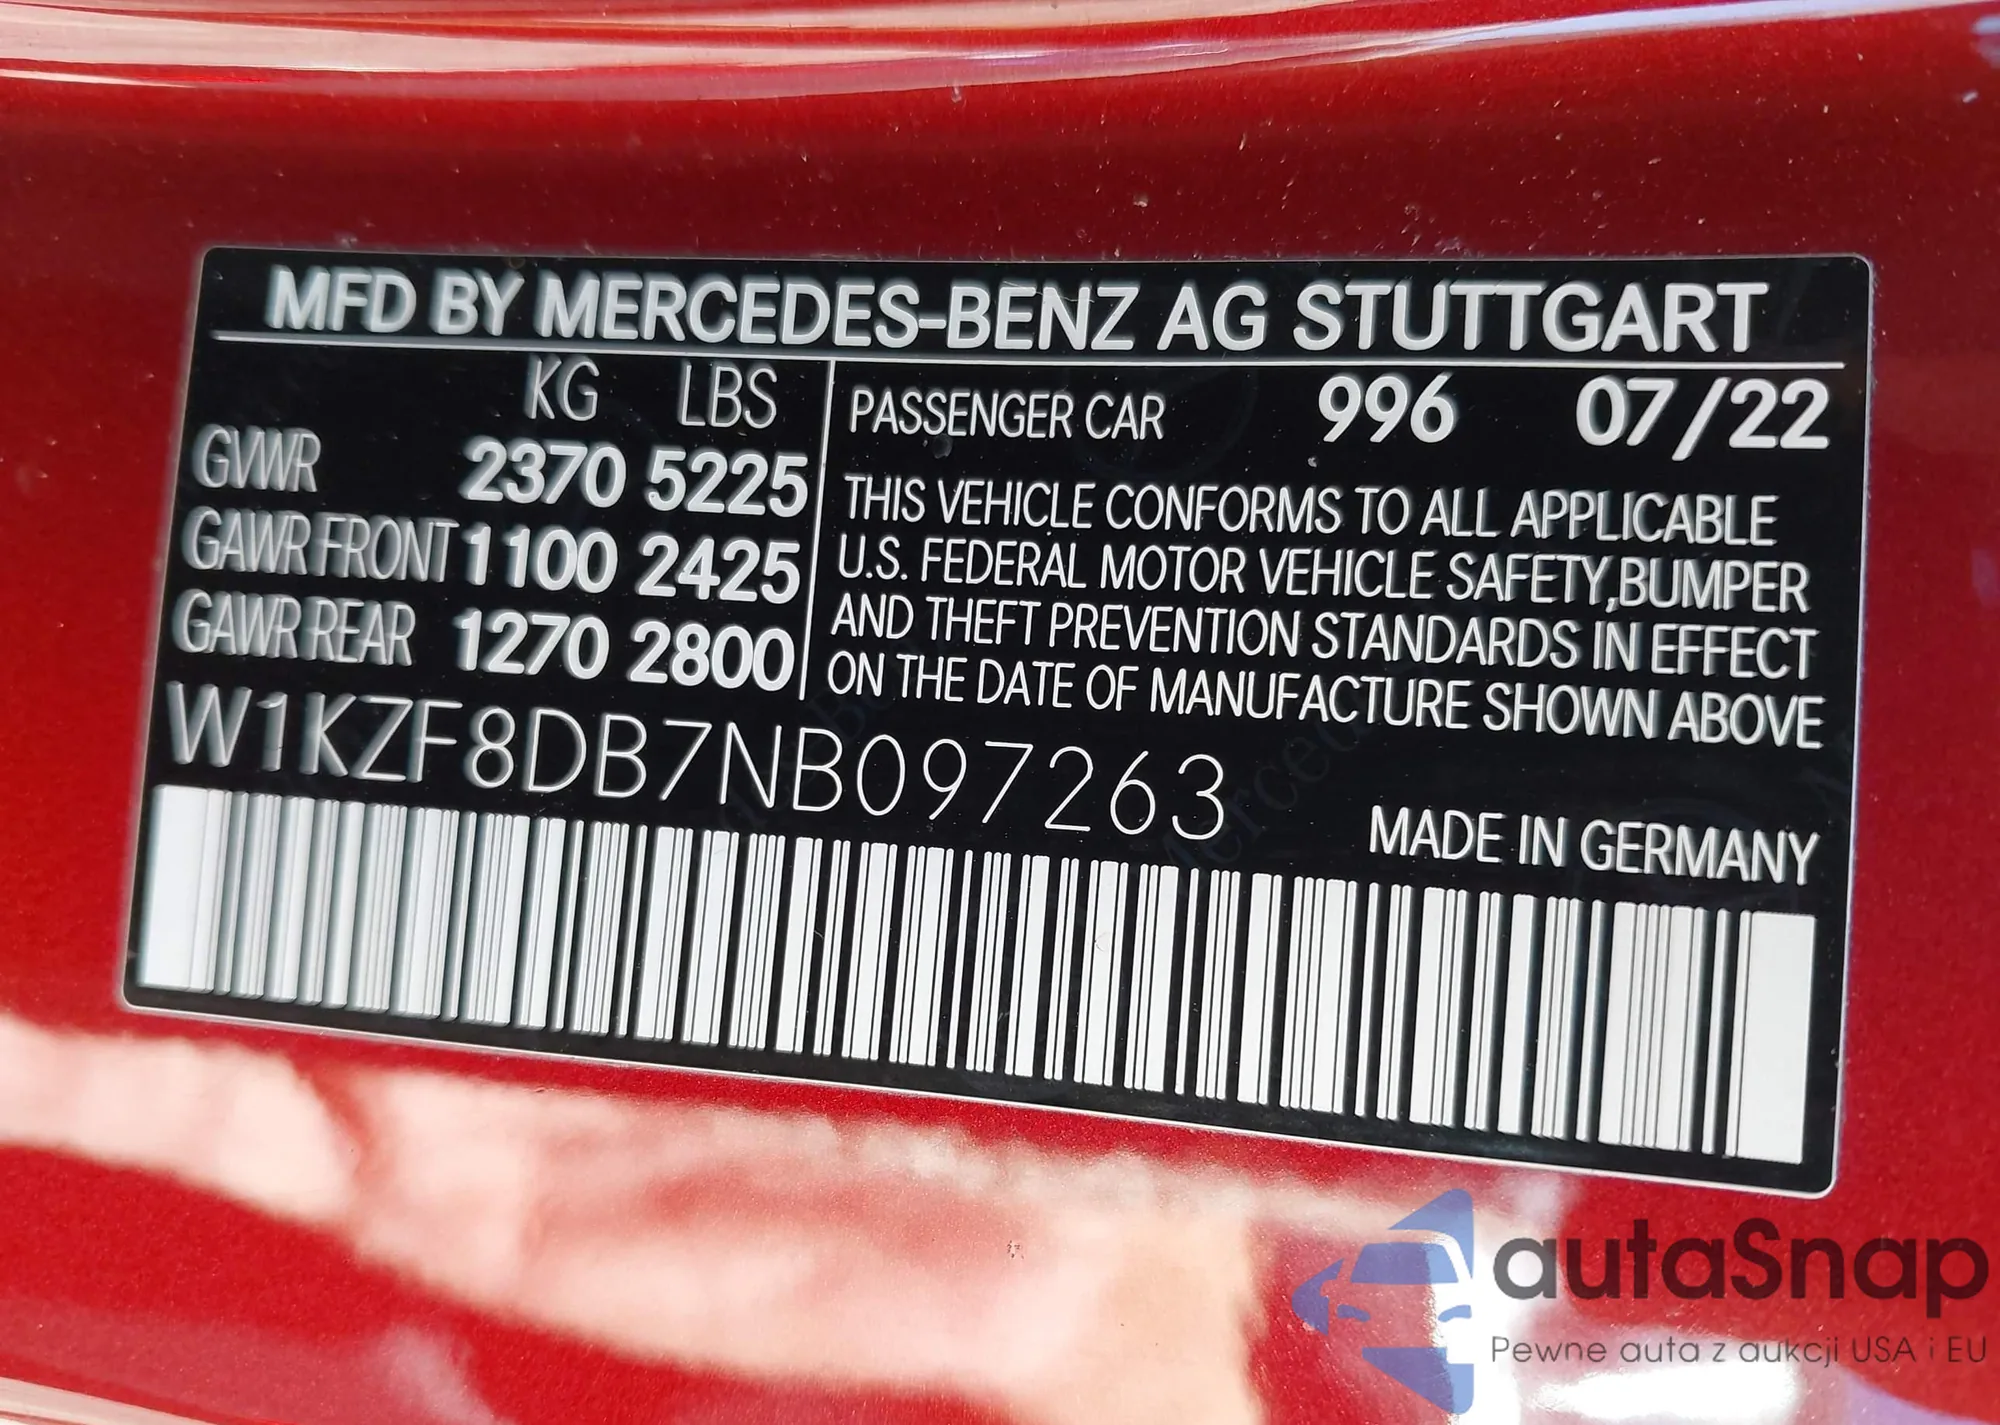 MFD BY MERCEDES-BENZ AG STUTTGART
KG LBS
GVWR 2370 5225
GAWR FRONT 1100 2425
GAWR REAR 1270 2800
PASSENGER CAR 996 07/22
THIS VEHICLE CONFORMS TO ALL APPLICABLE
U.S. FEDERAL MOTOR VEHICLE SAFETY, BUMPER
AND THEFT PREVENTION STANDARDS IN EFFECT
ON THE DATE OF MANUFACTURE SHOWN ABOVE
W1KZF8DB7NB097263
MADE IN GERMANY
autaSnap
Pewne auta z aukcji USA i EU